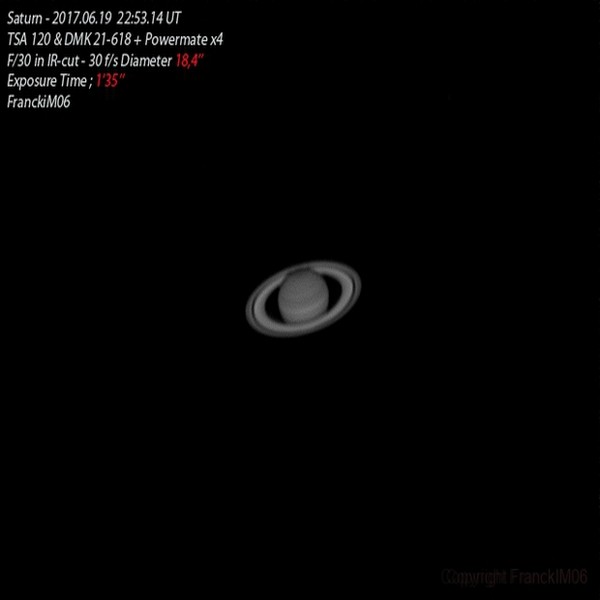 Saturn - 2017.06.19 22:53.14 UT
TSA 120 & DMK 21-618 + Powermate x4
F/30 in IR-cut - 30 f/s Diameter 18,4’’
Exposure Time ; 1’35’’
FranckiM06
Copyright FranckIM06